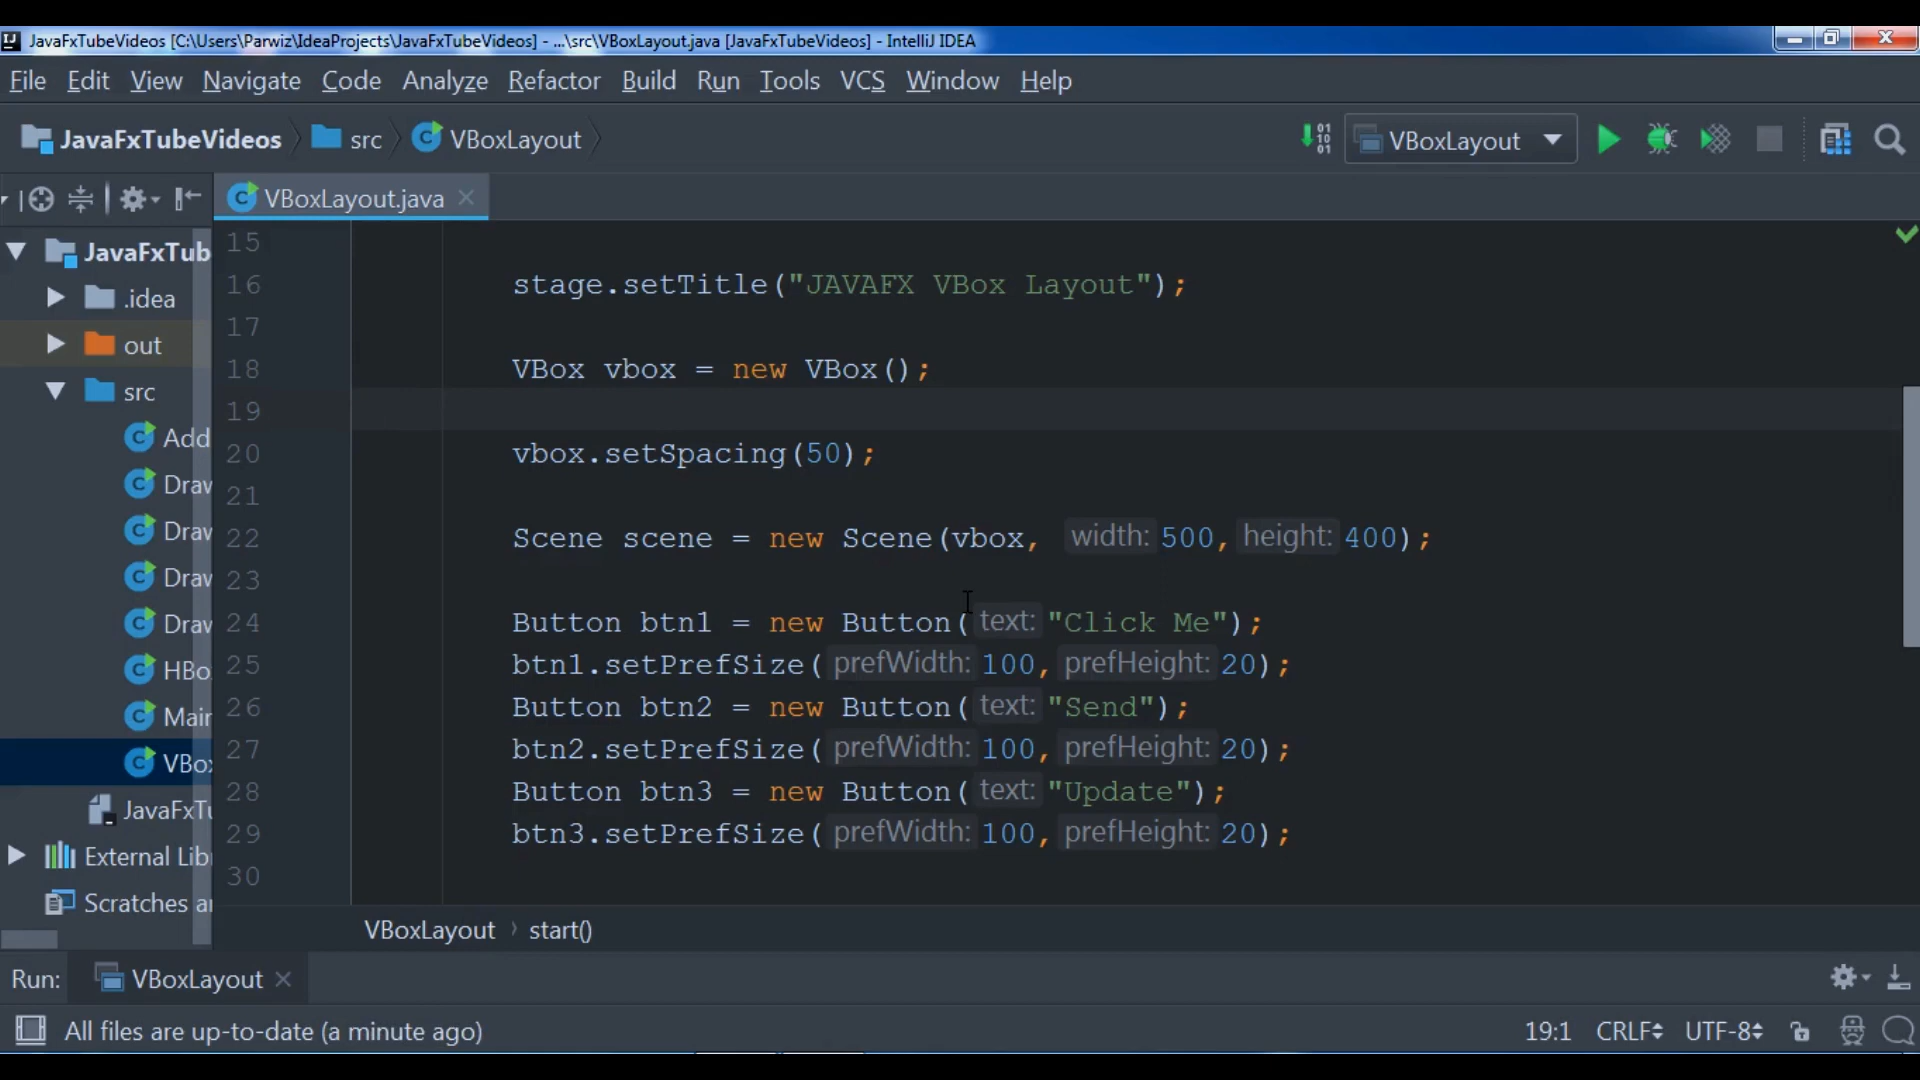 JavaFxTubeVideos [C:\Users\Parwiz\IdeaProjects\JavaFxTubeVideos] - ...\src\VBoxLayout.java [JavaFxTubeVideos] - IntelliJ IDEA
File Edit View Navigate Code Analyze Refactor Build Run Tools VCS Window Help
JavaFxTubeVideos src VBoxLayout VBoxLayout
VBoxLayout.java
JavaFxTub
.idea
out
src
Add
Draw
Draw
Draw
Draw
HBo
Main
VBox
JavaFxTu
External Lib
Scratches a
15
16 stage.setTitle("JAVAFX VBox Layout");
17
18 VBox vbox = new VBox();
19
20 vbox.setSpacing(50);
21
22 Scene scene = new Scene(vbox, width: 500, height: 400);
23
24 Button btn1 = new Button( text: "Click Me");
25 btn1.setPrefSize( prefWidth: 100, prefHeight: 20);
26 Button btn2 = new Button( text: "Send");
27 btn2.setPrefSize( prefWidth: 100, prefHeight: 20);
28 Button btn3 = new Button( text: "Update");
29 btn3.setPrefSize( prefWidth: 100, prefHeight: 20);
30
VBoxLayout start()
Run: VBoxLayout
All files are up-to-date (a minute ago) 19:1 CRLF UTF-8